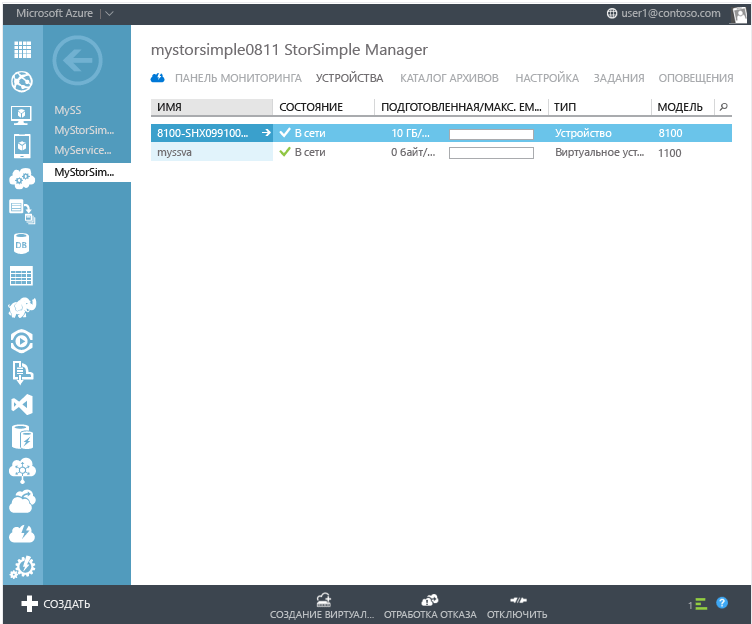 Microsoft Azure
user1@contoso.com
mystorsimple0811 StorSimple Manager
ПАНЕЛЬ МОНИТОРИНГА УСТРОЙСТВА КАТАЛОГ АРХИВОВ НАСТРОЙКА ЗАДАНИЯ ОПОВЕЩЕНИЯ
MySS
MyStorSim...
MyService...
MyStorSim...
ИМЯ СОСТОЯНИЕ ПОДГОТОВЛЕННАЯ/МАКС. ЕМ... ТИП МОДЕЛЬ
8100-SHX099100... В сети 10 ГБ/... Устройство 8100
myssva В сети 0 байт/... Виртуальное уст... 1100
DB
СОЗДАТЬ
СОЗДАНИЕ ВИРТУАЛ... ОТРАБОТКА ОТКАЗА ОТКЛЮЧИТЬ
1 ?